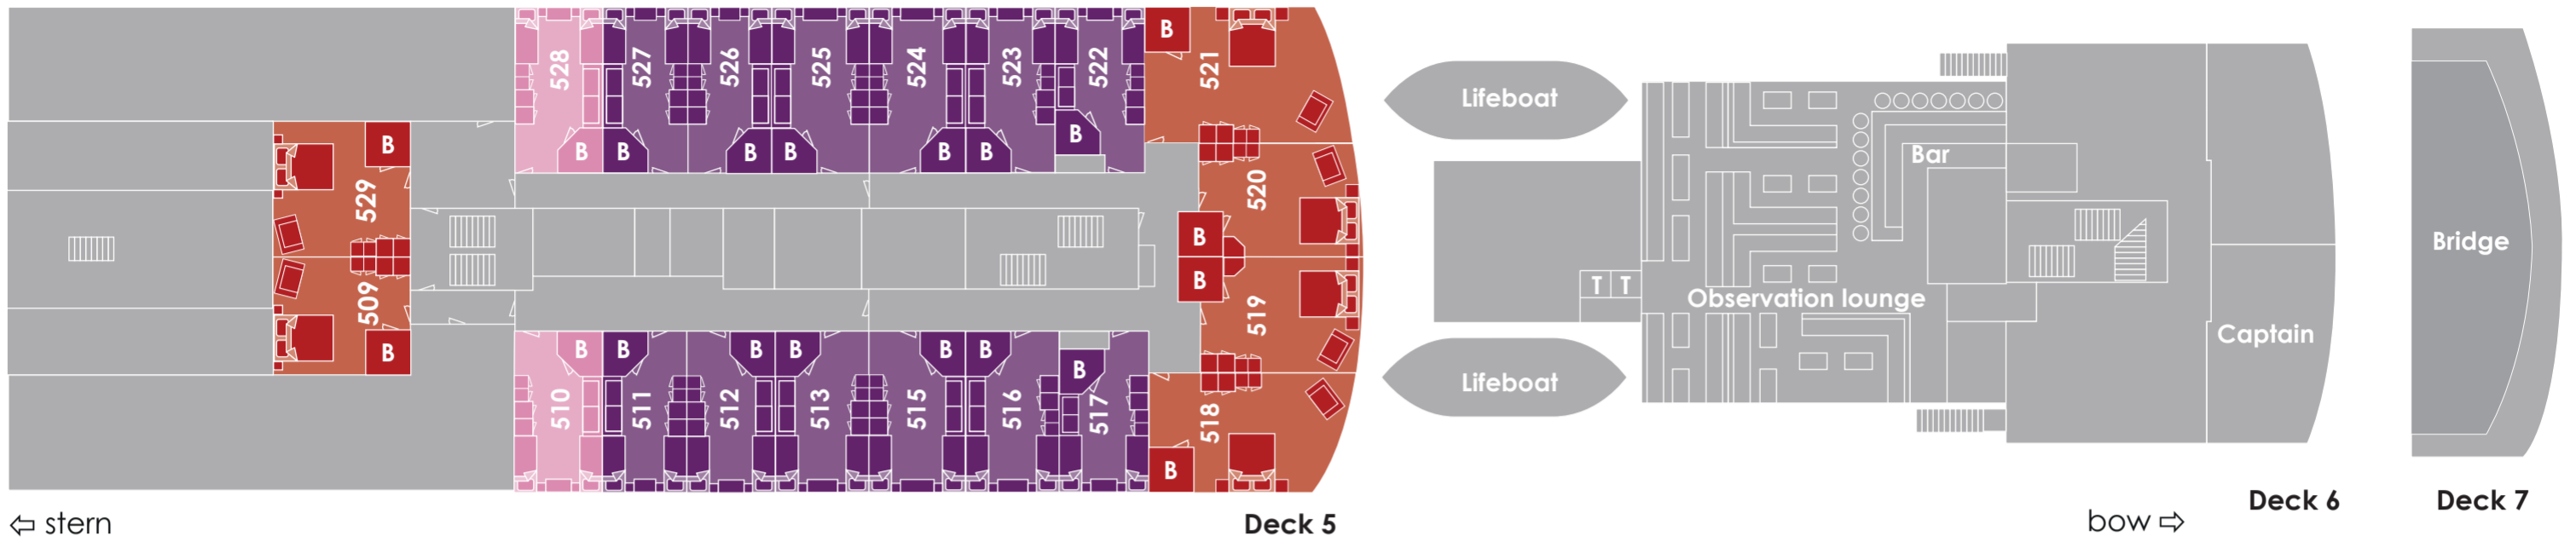 528 527 526 525 524 523 522 521
B B B B B B B B B
529 520
B B
509 519
B B
B B B B B B B B
510 511 512 513 515 516 517 518
B
Lifeboat
Lifeboat
Bar
T T
Observation lounge
Captain
Bridge
stern
Deck 5
bow
Deck 6
Deck 7